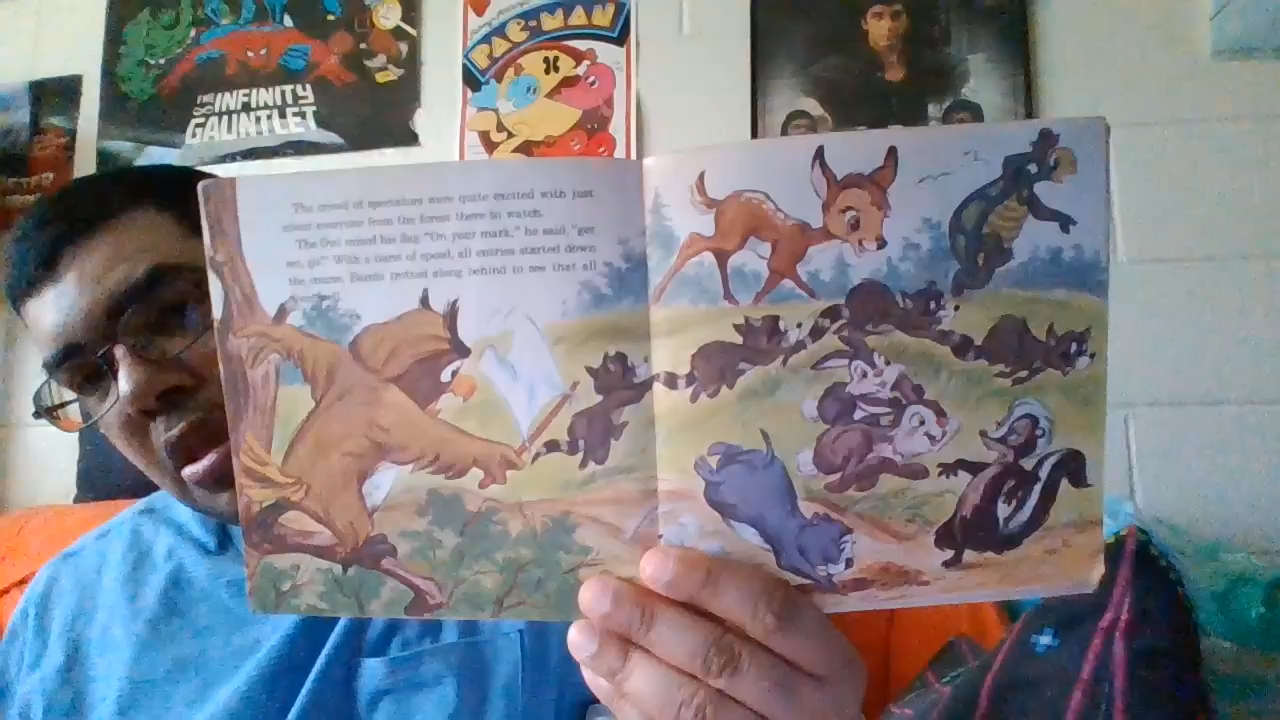 THE INFINITY
GAUNTLET
PAC-MAN
The crowd of spectators were quite excited with just
about everyone from the forest there to watch.
The Owl raised his flag. "On your mark," he said, "get
set, go!" With a burst of speed, all entries started down
the course. Bambi trotted along behind to see that all